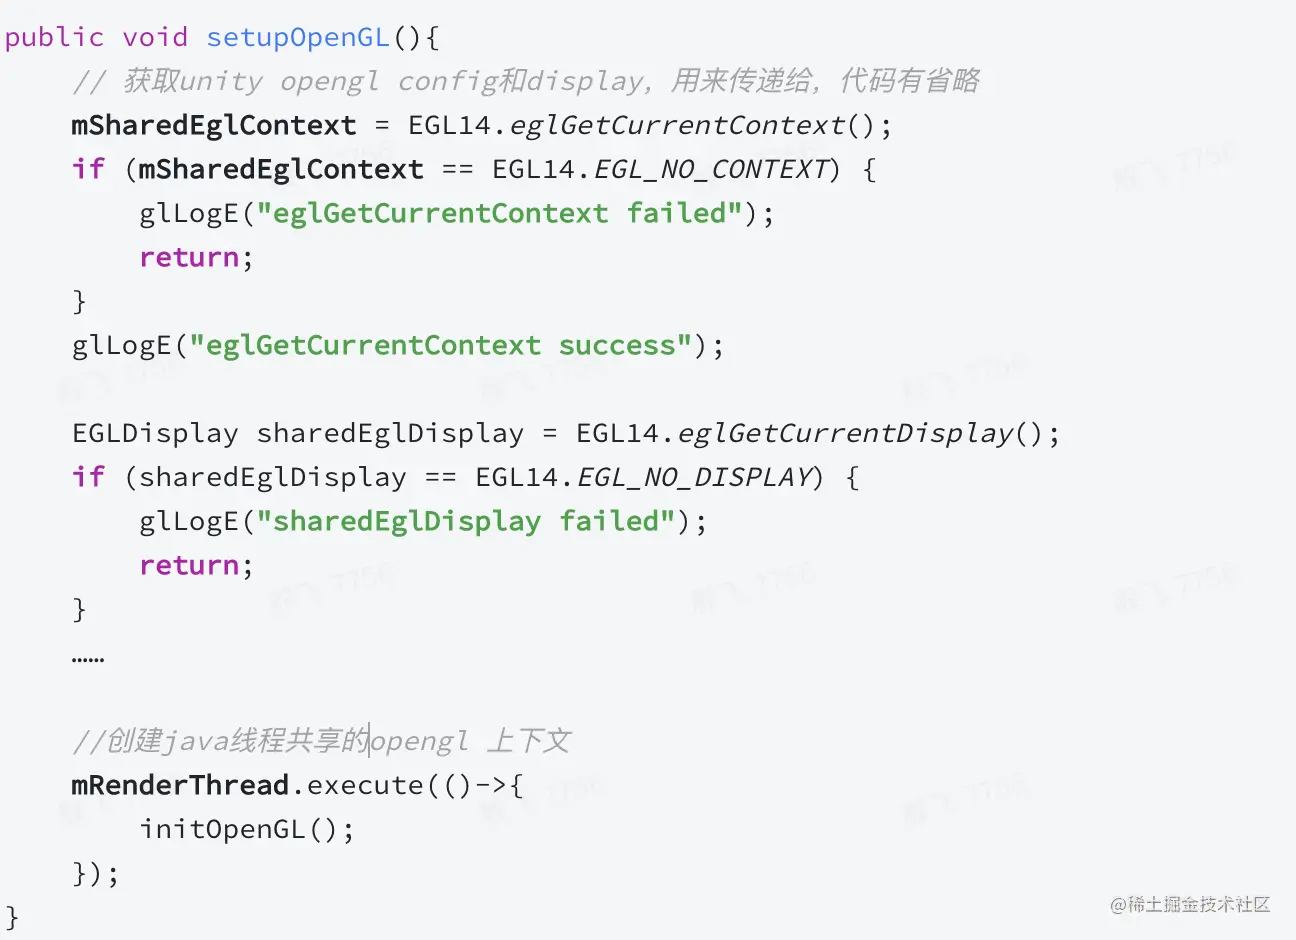 public void setupOpenGL(){
// 获取unity opengl config和display，用来传递给，代码有省略
mSharedEglContext = EGL14.eglGetCurrentContext();
if (mSharedEglContext == EGL14.EGL_NO_CONTEXT) {
glLogE("eglGetCurrentContext failed");
return;
}
glLogE("eglGetCurrentContext success");
EGLDisplay sharedEglDisplay = EGL14.eglGetCurrentDisplay();
if (sharedEglDisplay == EGL14.EGL_NO_DISPLAY) {
glLogE("sharedEglDisplay failed");
return;
}
……
//创建java线程共享的opengl 上下文
mRenderThread.execute(()->{
initOpenGL();
});
}
@稀土掘金技术社区